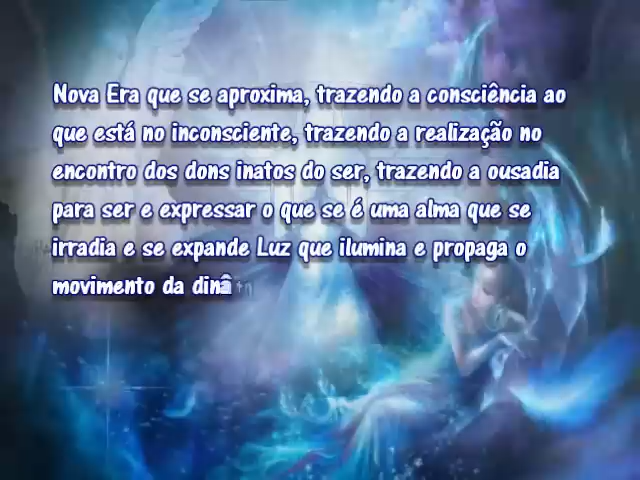 Nova Era que se aproxima, trazendo a consciência ao
que está no inconsciente, trazendo a realização no
encontro dos dons inatos do ser, trazendo a ousadia
para ser e expressar o que se é uma alma que se
irradia e se expande Luz que ilumina e propaga o
movimento da dinâ